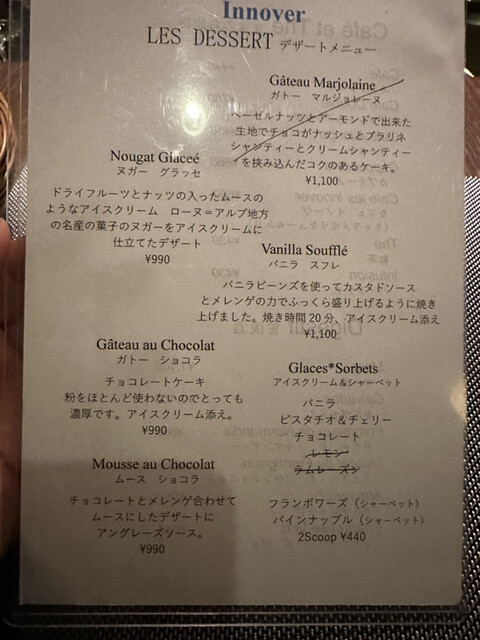 Innover
LES DESSERT デザートメニュー
Gâteau Marjolaine
ガトー マルジョレーヌ
ヘーゼルナッツとアーモンドで出来た
生地でチョコがナッシュとプラリネ
シャンティーとクリームシャンティー
を挟み込んだコクのあるケーキ。
¥1,100
Nougat Glaceé
ヌガー グラッセ
ドライフルーツとナッツの入ったムースの
ようなアイスクリーム ローヌ=アルプ地方
の名産の菓子のヌガーをアイスクリームに
仕立てたデザート
¥990
Vanilla Soufflé
バニラ スフレ
バニラビーンズを使ってカスタドソース
とメレンゲの力でふっくら盛り上げるように焼き
上げました。焼き時間20分、アイスクリーム添え
¥1,100
Gâteau au Chocolat
ガトー ショコラ
チョコレートケーキ
粉をほとんど使わないのでとっても
濃厚です。アイスクリーム添え。
¥990
Glaces*Sorbets
アイスクリーム&シャーベット
バニラ
ピスタチオ&チェリー
チョコレート
レモン
ラムレーズン
フランボワーズ(シャーベット)
パインナップル(シャーベット)
2Scoop ¥440
Mousse au Chocolat
ムース ショコラ
チョコレートとメレンゲ合わせて
ムースにしたデザートに
アングレーズソース。
¥990